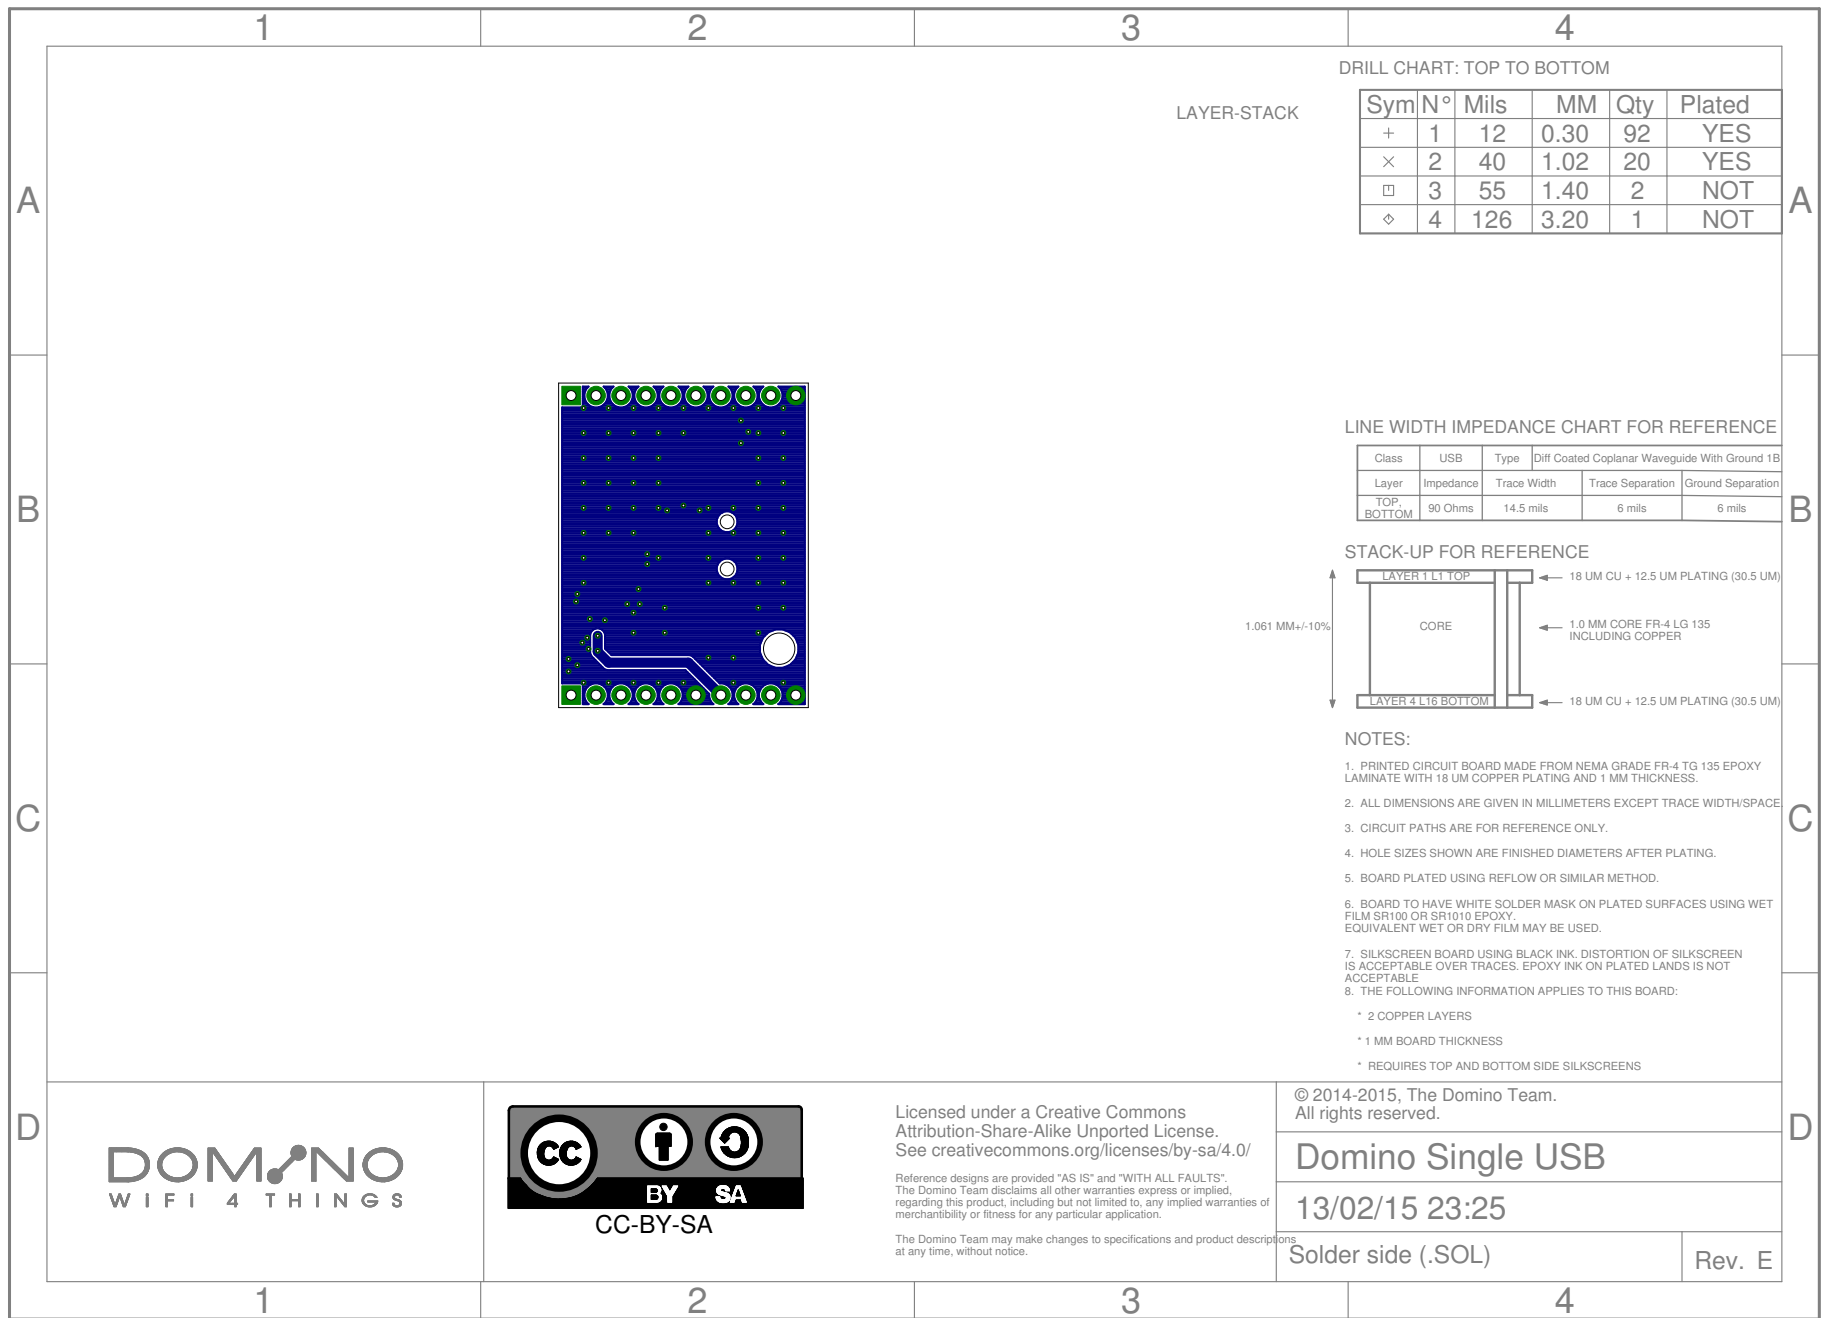 1 2 3 4
DRILL CHART: TOP TO BOTTOM
LAYER-STACK
Sym N° Mils MM Qty Plated
+ 1 12 0.30 92 YES
× 2 40 1.02 20 YES
3 55 1.40 2 NOT
4 126 3.20 1 NOT
A A
LINE WIDTH IMPEDANCE CHART FOR REFERENCE
Class USB Type Diff Coated Coplanar Waveguide With Ground 1B
Layer Impedance Trace Width Trace Separation Ground Separation
TOP,
BOTTOM 90 Ohms 14.5 mils 6 mils 6 mils
B B
STACK-UP FOR REFERENCE
LAYER 1 L1 TOP 18 UM CU + 12.5 UM PLATING (30.5 UM)
1.061 MM+/-10% CORE 1.0 MM CORE FR-4 LG 135
INCLUDING COPPER
LAYER 4 L16 BOTTOM 18 UM CU + 12.5 UM PLATING (30.5 UM)
NOTES:
1. PRINTED CIRCUIT BOARD MADE FROM NEMA GRADE FR-4 TG 135 EPOXY
LAMINATE WITH 18 UM COPPER PLATING AND 1 MM THICKNESS.
2. ALL DIMENSIONS ARE GIVEN IN MILLIMETERS EXCEPT TRACE WIDTH/SPACE
C C
3. CIRCUIT PATHS ARE FOR REFERENCE ONLY.
4. HOLE SIZES SHOWN ARE FINISHED DIAMETERS AFTER PLATING.
5. BOARD PLATED USING REFLOW OR SIMILAR METHOD.
6. BOARD TO HAVE WHITE SOLDER MASK ON PLATED SURFACES USING WET
FILM SR100 OR SR1010 EPOXY.
EQUIVALENT WET OR DRY FILM MAY BE USED.
7. SILKSCREEN BOARD USING BLACK INK. DISTORTION OF SILKSCREEN
IS ACCEPTABLE OVER TRACES. EPOXY INK ON PLATED LANDS IS NOT
ACCEPTABLE
8. THE FOLLOWING INFORMATION APPLIES TO THIS BOARD:
* 2 COPPER LAYERS
* 1 MM BOARD THICKNESS
* REQUIRES TOP AND BOTTOM SIDE SILKSCREENS
D D
DOMINO
WIFI 4 THINGS
CC
BY SA
CC-BY-SA
Licensed under a Creative Commons
Attribution-Share-Alike Unported License.
See creativecommons.org/licenses/by-sa/4.0/
Reference designs are provided "AS IS" and "WITH ALL FAULTS".
The Domino Team disclaims all other warranties express or implied,
regarding this product, including but not limited to, any implied warranties of
merchantibility or fitness for any particular application.
The Domino Team may make changes to specifications and product descriptions
at any time, without notice.
© 2014-2015, The Domino Team.
All rights reserved.
Domino Single USB
13/02/15 23:25
Solder side (.SOL)
Rev. E
1 2 3 4